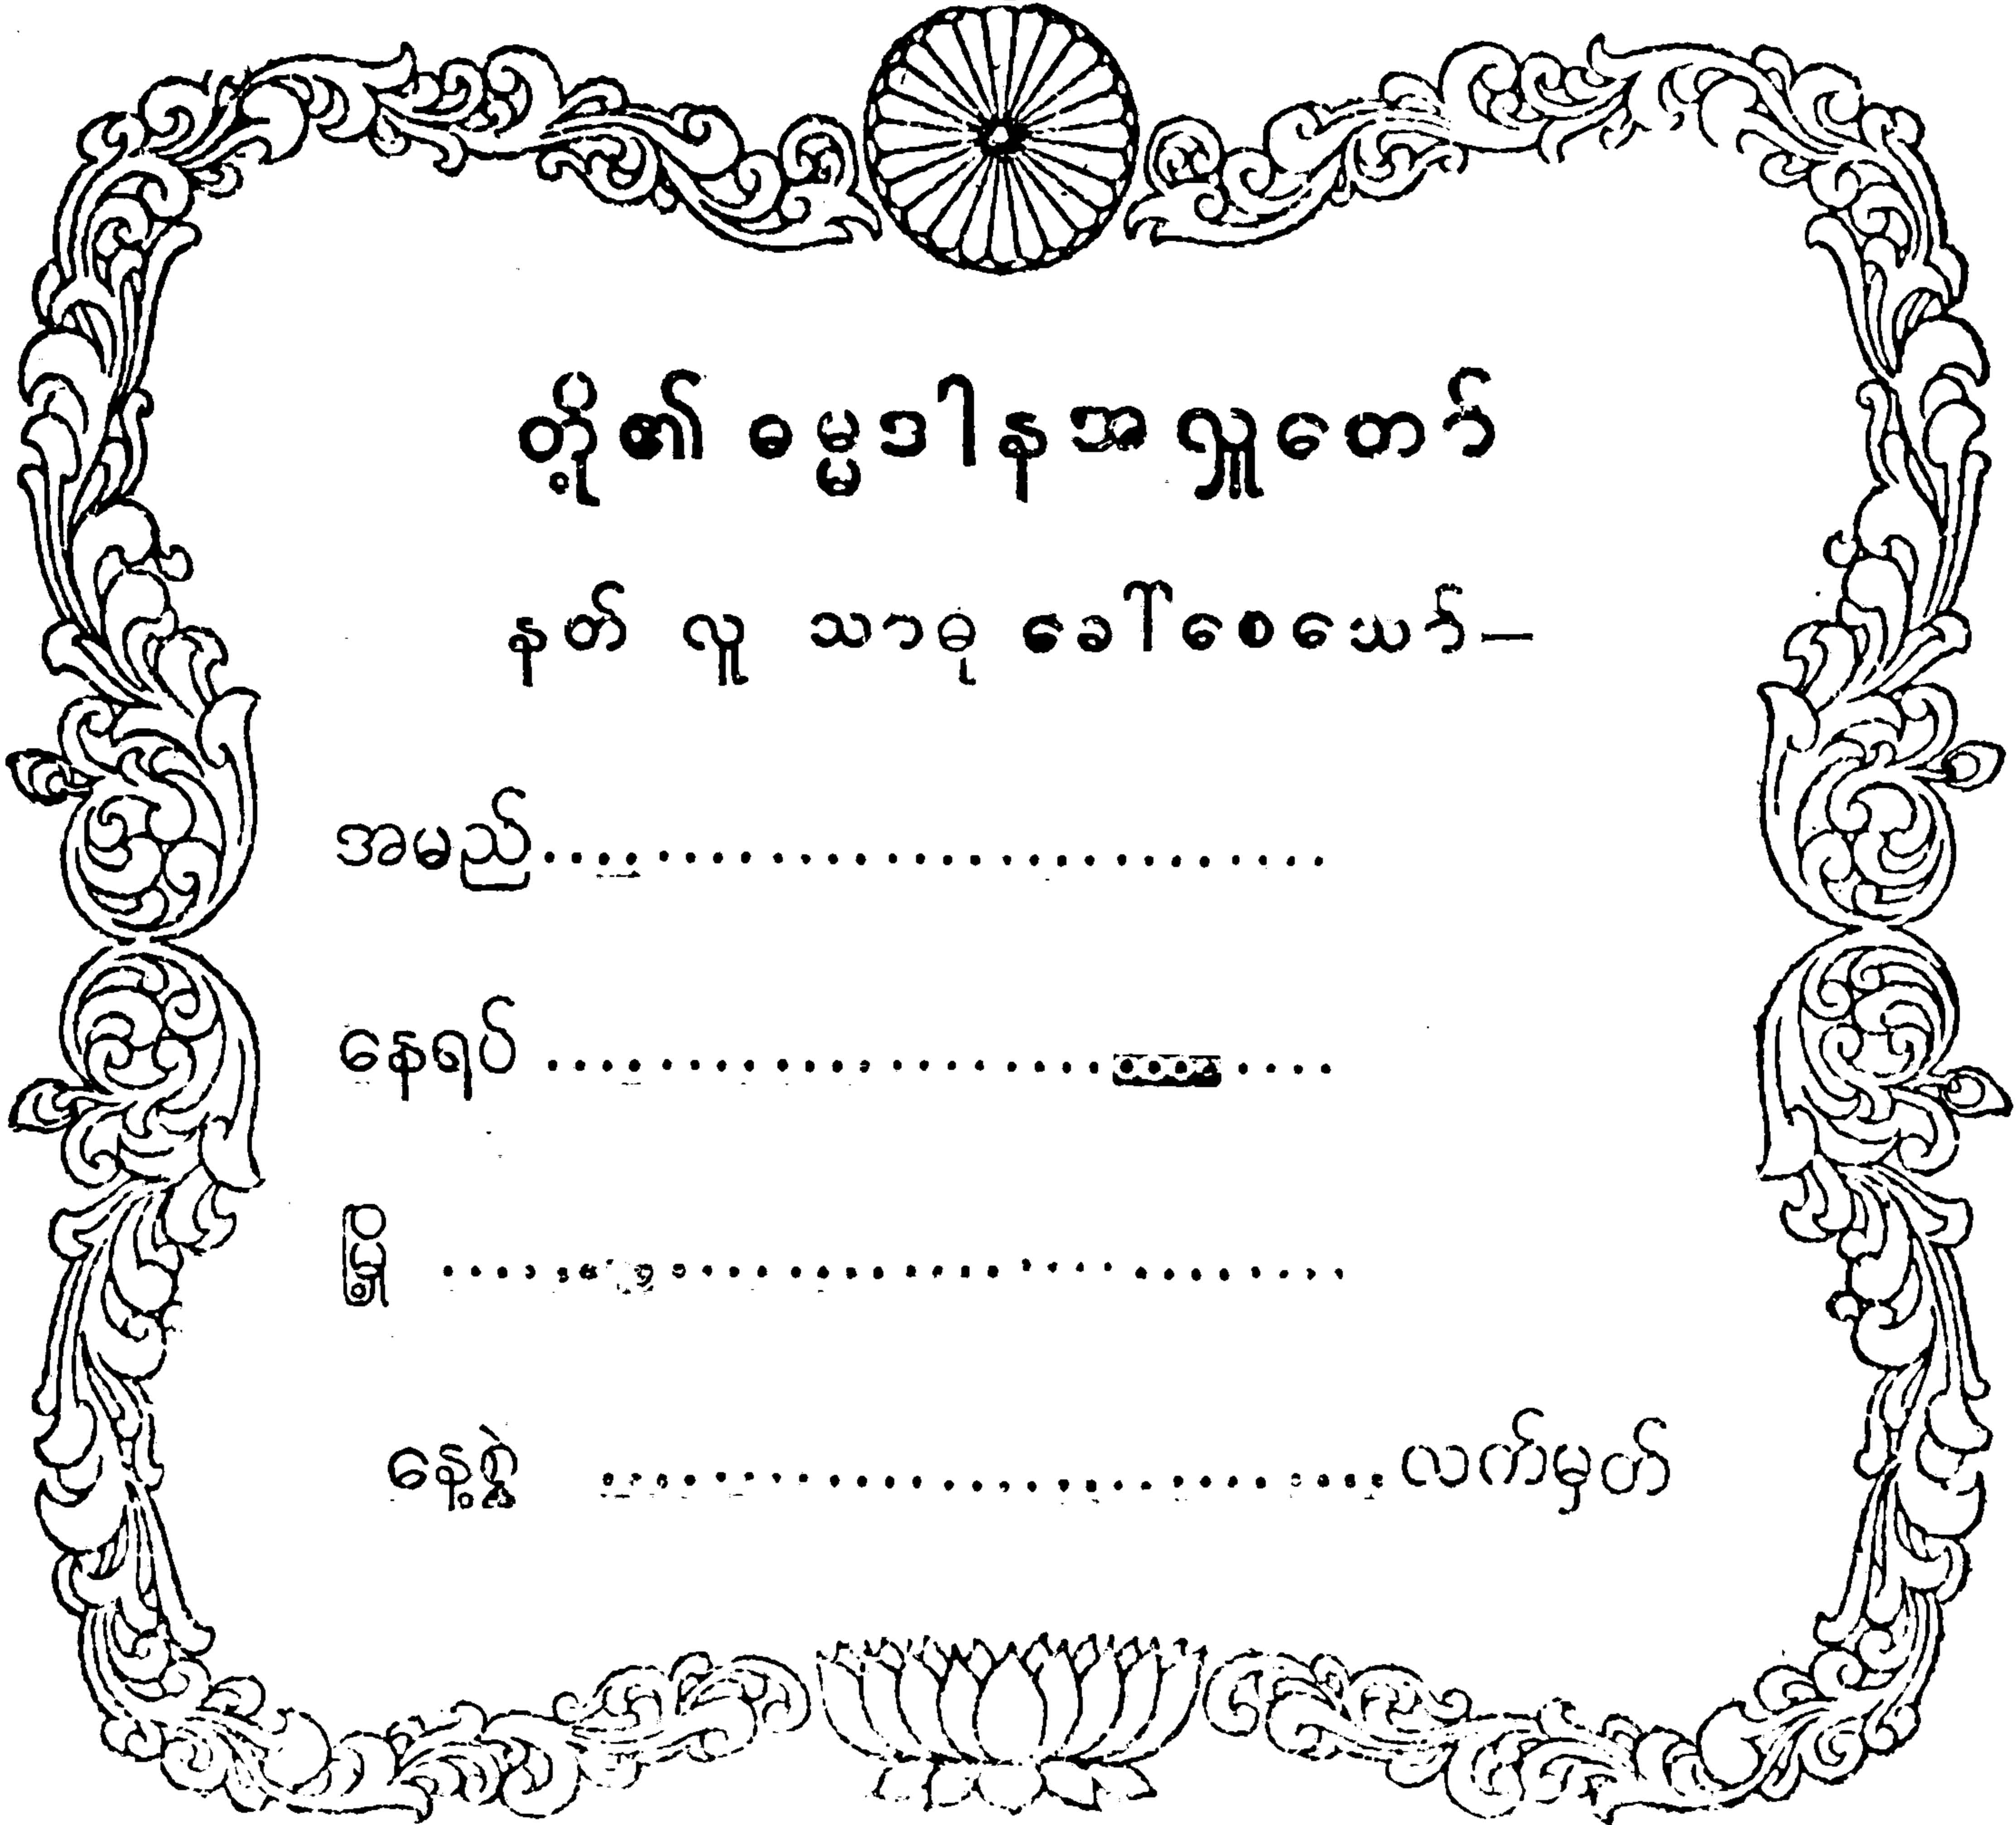 တို့၏ ဓမ္မဒါနအလှူတော်
နတ် လူ သာဓု ခေါ်စေသော်—
အမည်............................
နေရပ် ............................
မြို့ ................................
နေ့စွဲ ............................လက်မှတ်